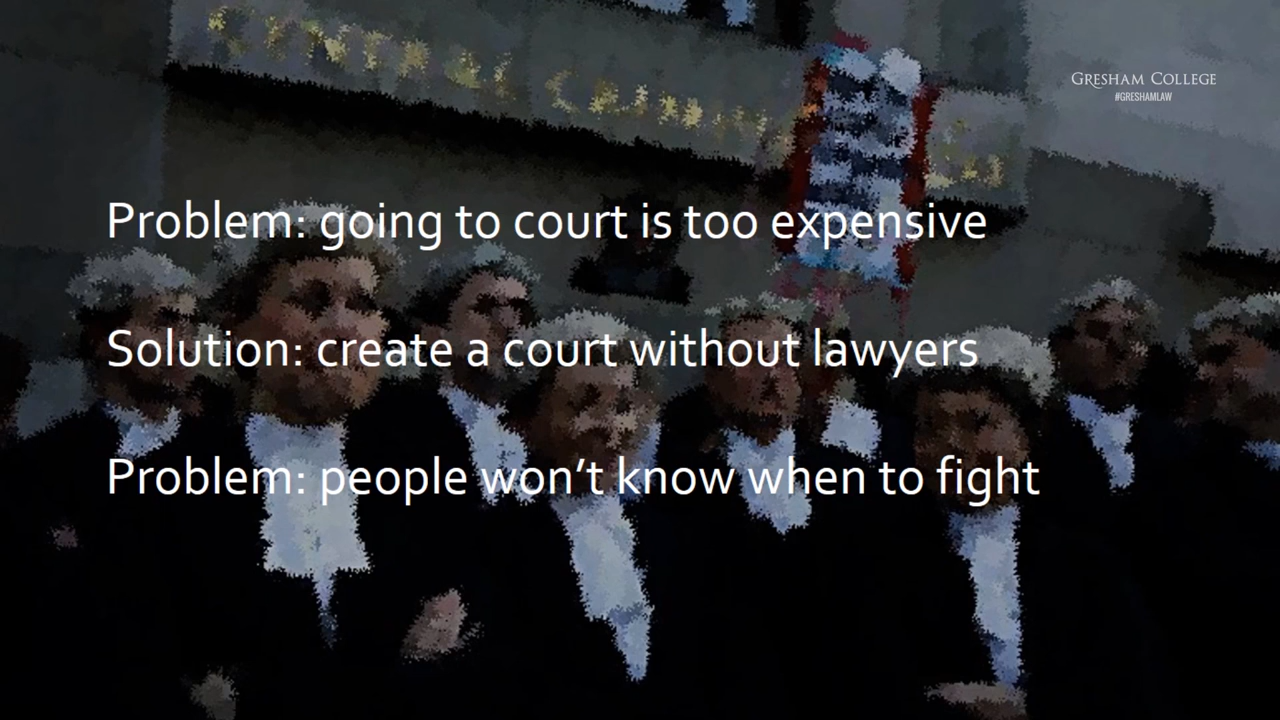 GRESHAM COLLEGE
#GRESHAMLAW
Problem: going to court is too expensive
Solution: create a court without lawyers
Problem: people won’t know when to fight